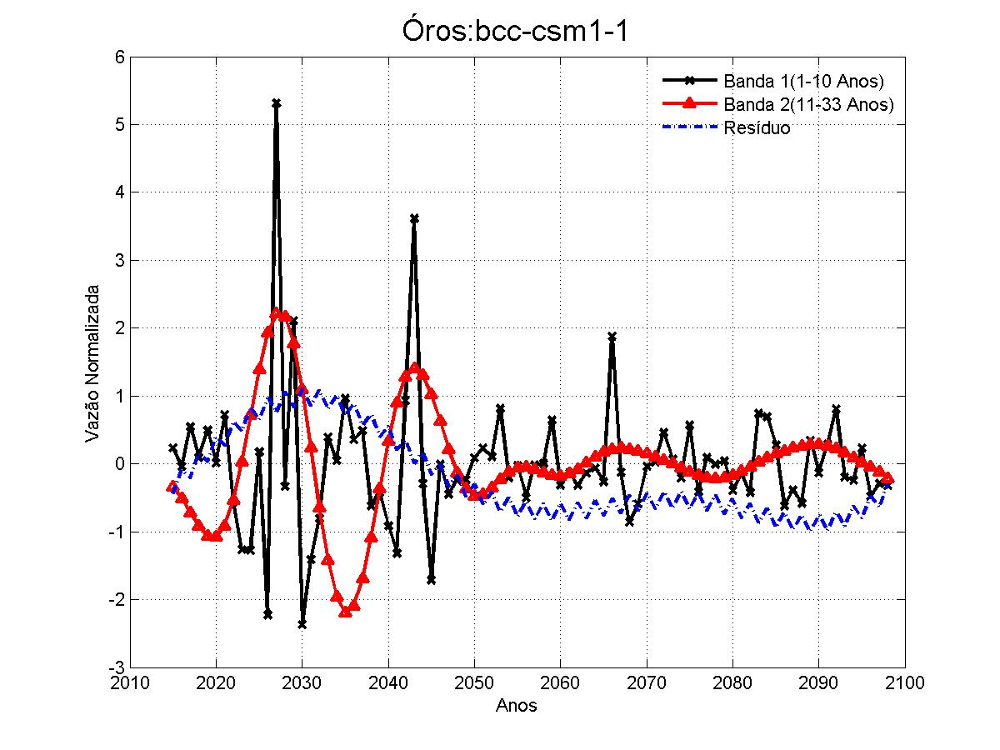 Óros:bcc-csm1-1
6
5
4
3
2
1
0
-1
-2
-3
Vazão Normalizada
Banda 1(1-10 Anos)
Banda 2(11-33 Anos)
Resíduo
2010 2020 2030 2040 2050 2060 2070 2080 2090 2100
Anos